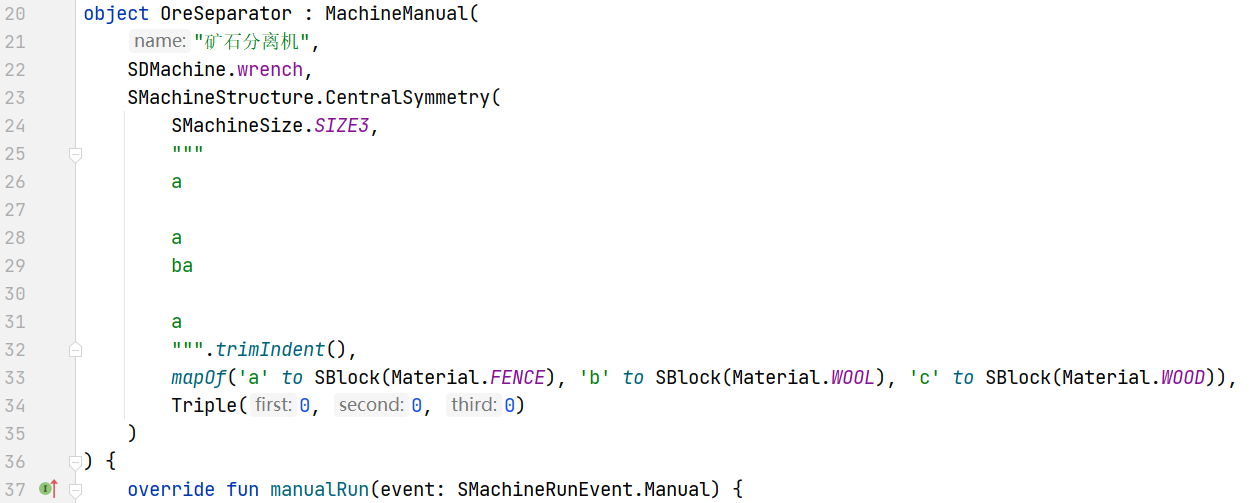 20 object OreSeparator : MachineManual(
21 name: "矿石分离机",
22 SDMachine.wrench,
23 SMachineStructure.CentralSymmetry(
24 SMachineSize.SIZE3,
25 """
26 a
27
28 a
29 ba
30
31 a
32 """.trimIndent(),
33 mapOf('a' to SBlock(Material.FENCE), 'b' to SBlock(Material.WOOL), 'c' to SBlock(Material.WOOD)),
34 Triple( first: 0, second: 0, third: 0)
35 )
36 ) {
37 override fun manualRun(event: SMachineRunEvent.Manual) {